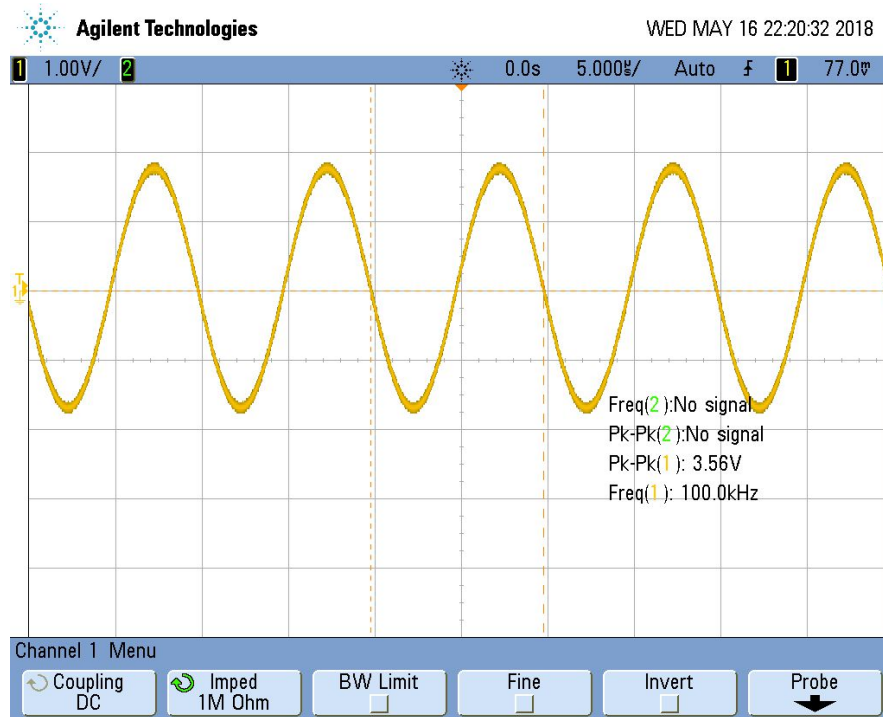 Agilent Technologies WED MAY 16 22:20:32 2018
1 1.00V/ 2 0.0s 5.000µs/ Auto 1 77.0mV
T
1
Freq(2):No signal
Pk-Pk(2):No signal
Pk-Pk(1): 3.56V
Freq(1): 100.0kHz
Channel 1 Menu
Coupling Imped BW Limit Fine Invert Probe
DC 1M Ohm